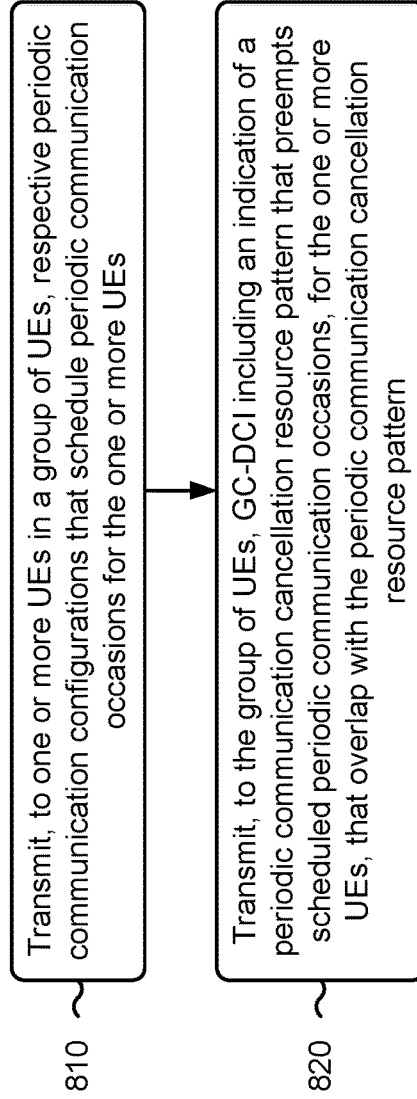 810
Transmit, to one or more UEs in a group of UEs, respective periodic
communication configurations that schedule periodic communication
occasions for the one or more UEs
820
Transmit, to the group of UEs, GC-DCI including an indication of a
periodic communication cancellation resource pattern that preempts
scheduled periodic communication occasions, for the one or more
UEs, that overlap with the periodic communication cancellation
resource pattern